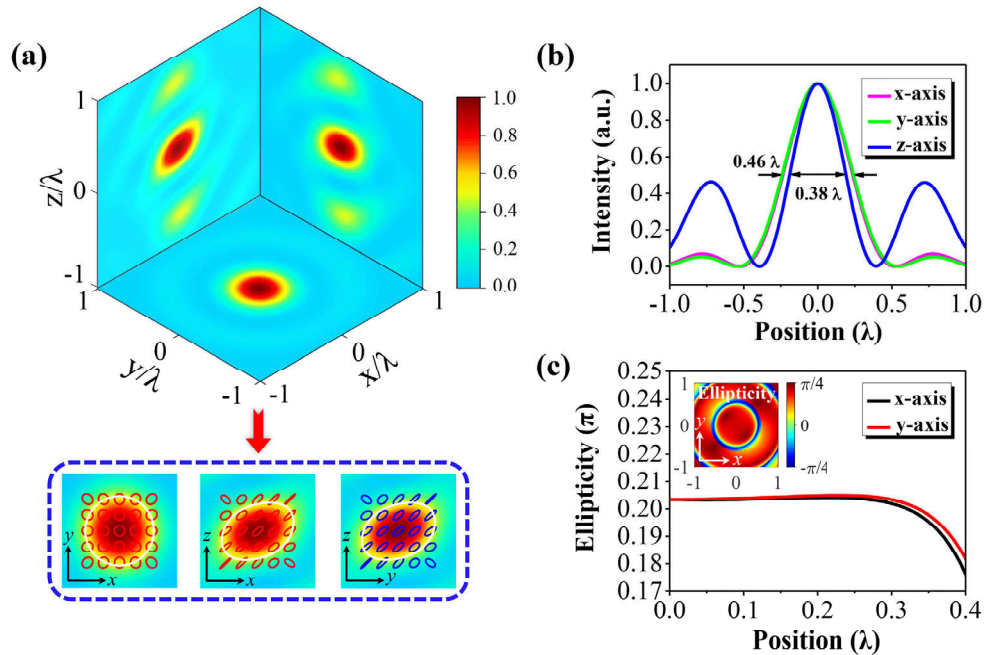 (a)
1
0
-1
z/λ
1
0
-1
y/λ
-1
0
1
x/λ
1.0
0.8
0.6
0.4
0.2
0.0
y
x
z
x
z
y
(b)
Intensity (a.u.)
1.0
0.8
0.6
0.4
0.2
0.0
x-axis
y-axis
z-axis
0.46 λ
0.38 λ
-1.0 -0.5 0.0 0.5 1.0
Position (λ)
(c)
Ellipticity (π)
0.25
0.24
0.23
0.22
0.21
0.20
0.19
0.18
0.17
Ellipticity
1
y
x
-1
-1 0 1
π/4
0
-π/4
x-axis
y-axis
0.0 0.1 0.2 0.3 0.4
Position (λ)